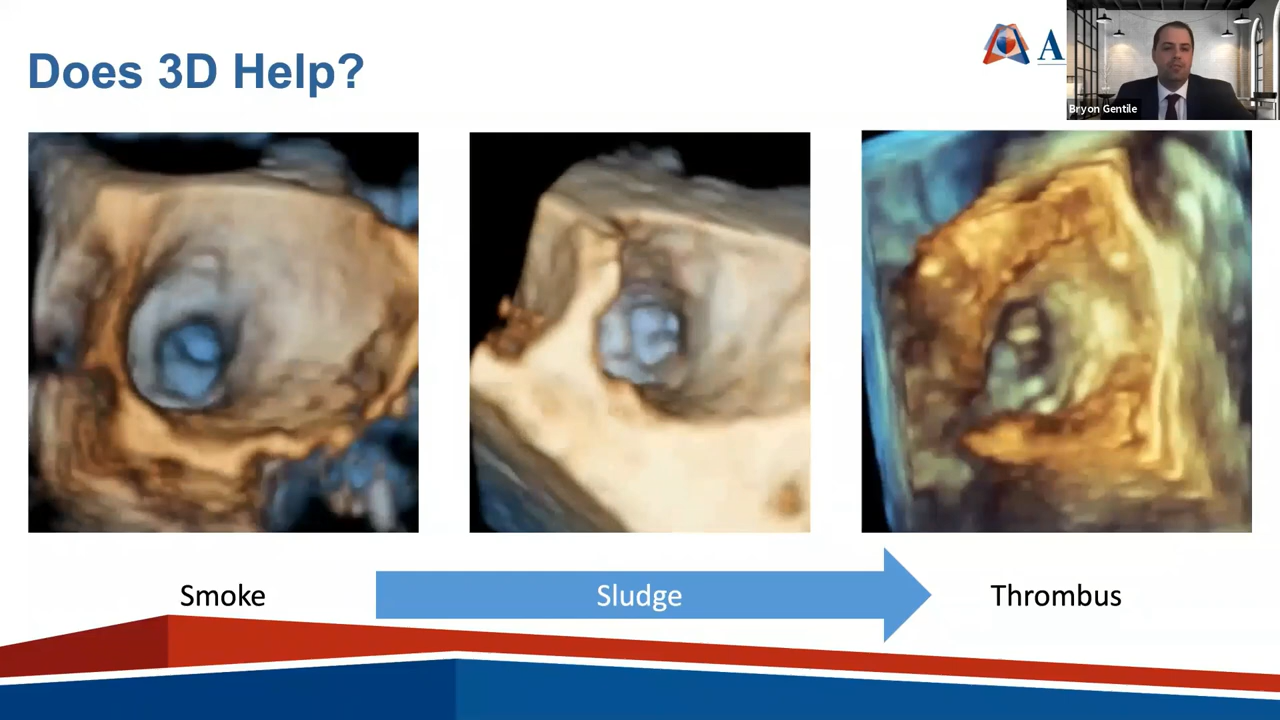 Does 3D Help?
A
Bryon Gentile
Smoke
Sludge
Thrombus